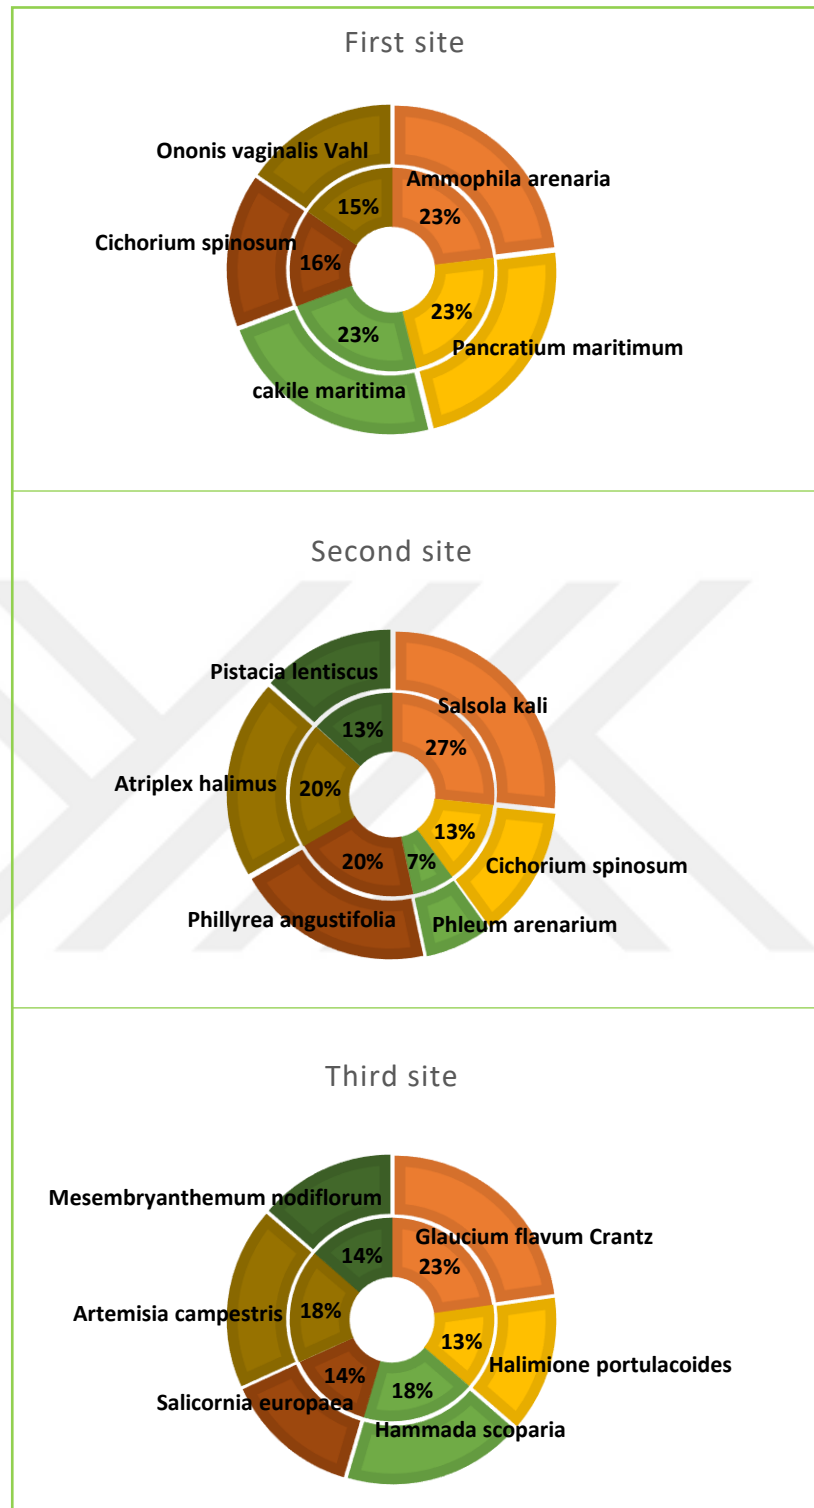 First site
Ononis vaginalis Vahl
Ammophila arenaria
15%
23%
Cichorium spinosum
16%
23%
Pancratium maritimum
23%
cakile maritima
Second site
Pistacia lentiscus
Salsola kali
13%
27%
Atriplex halimus
20%
13%
Cichorium spinosum
20%
7%
Phillyrea angustifolia
Phleum arenarium
Third site
Mesembryanthemum nodiflorum
Glaucium flavum Crantz
14%
23%
Artemisia campestris
18%
13%
Halimione portulacoides
14%
18%
Salicornia europaea
Hammada scoparia